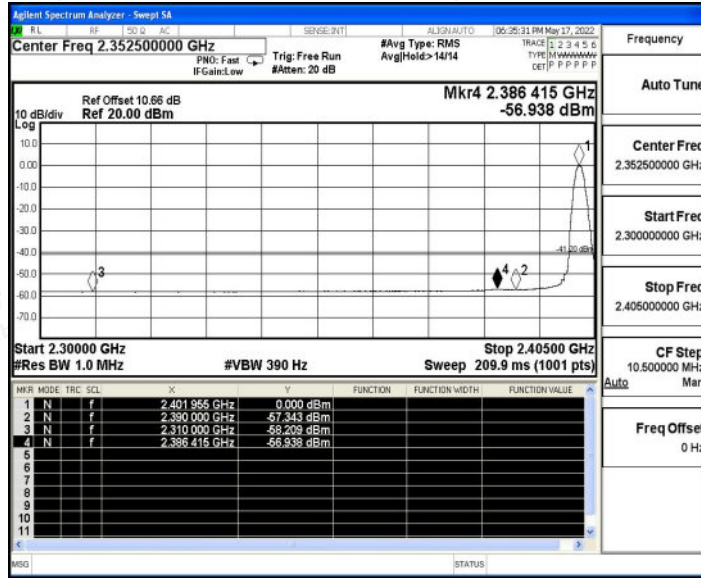 Agilent Spectrum Analyzer - Swept SA
RL RF 50 Ω AC SENSE:INT ALIGNAUTO 06:35:31 PM May 17, 2022
Center Freq 2.352500000 GHz
PNO: Fast
IFGain:Low
Trig: Free Run
#Atten: 20 dB
#Avg Type: RMS
Avg|Hold:>14/14
TRACE 1 2 3 4 5 6
TYPE MWWWWW
DET P P P P P P
Ref Offset 10.66 dB
Ref 20.00 dBm
10 dB/div
Log
Mkr4 2.386 415 GHz
-56.938 dBm
10.0
0.00
-10.0
-20.0
-30.0
-40.0
-50.0
-60.0
-70.0
1
-41.20 dBm
3
4
2
Start 2.30000 GHz
Stop 2.40500 GHz
#Res BW 1.0 MHz
#VBW 390 Hz
Sweep 209.9 ms (1001 pts)
MKR MODE TRC SCL X Y FUNCTION FUNCTION WIDTH FUNCTION VALUE
1 N f 2.401 955 GHz 0.000 dBm
2 N f 2.390 000 GHz -57.343 dBm
3 N f 2.310 000 GHz -58.209 dBm
4 N f 2.386 415 GHz -56.938 dBm
5
6
7
8
9
10
11
MSG
STATUS
Frequency
Auto Tune
Center Freq
2.352500000 GHz
Start Freq
2.300000000 GHz
Stop Freq
2.405000000 GHz
CF Step
10.500000 MHz
Auto Man
Freq Offset
0 Hz